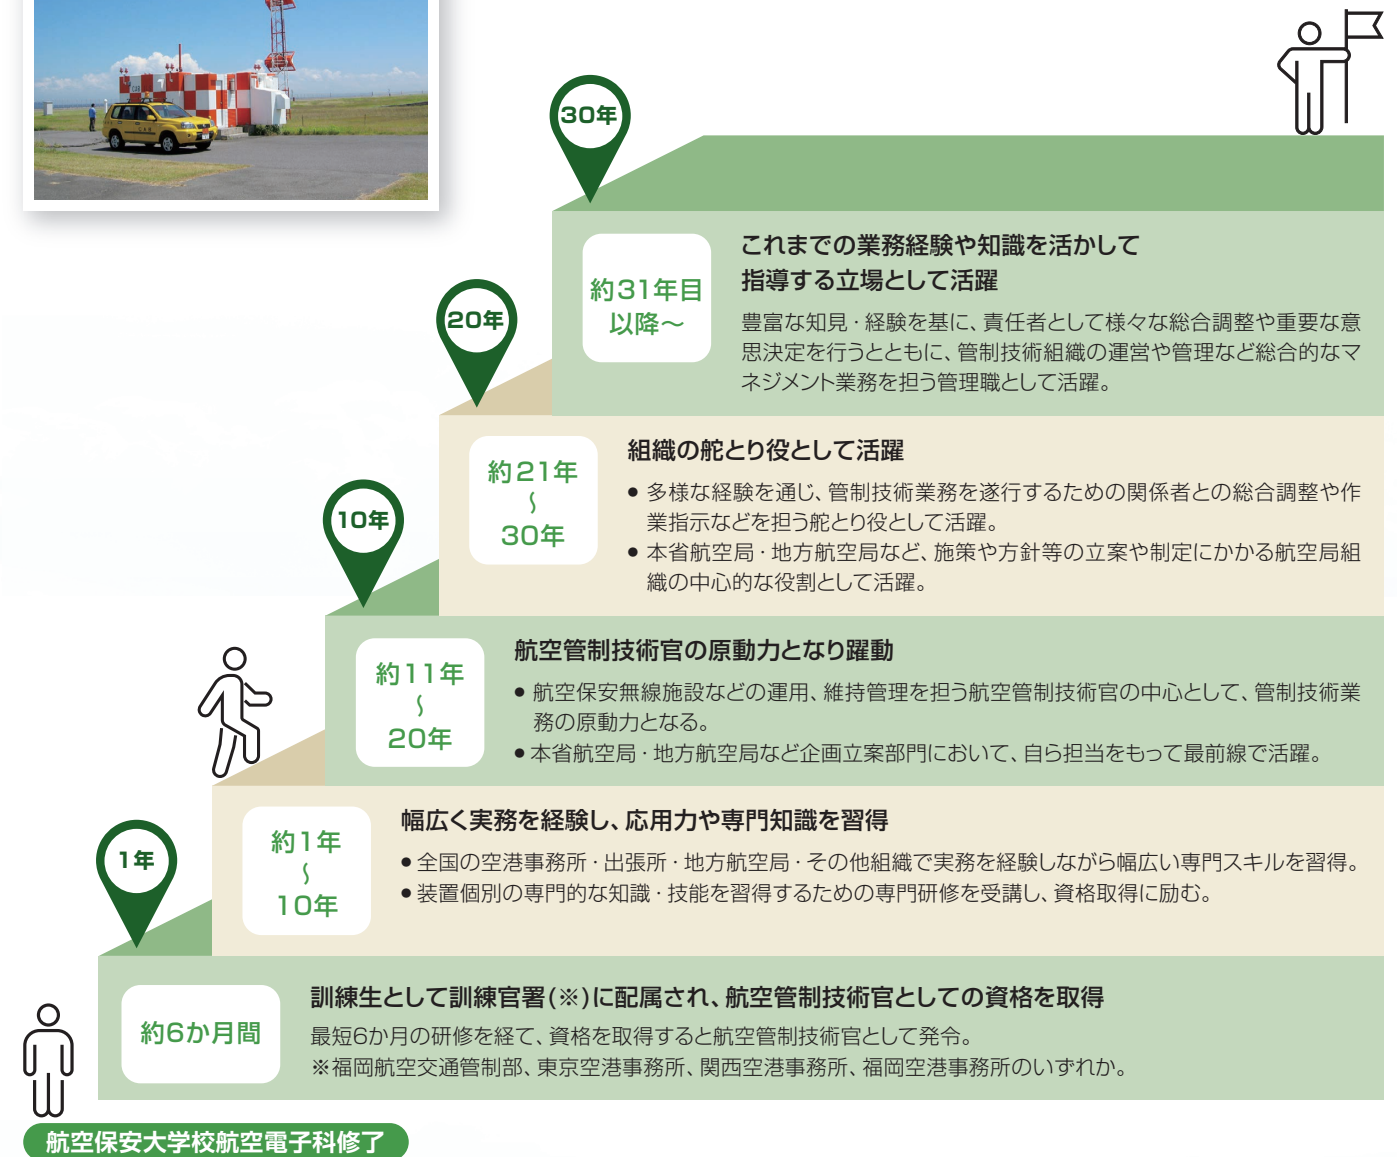 30年
約31年目
以降～
これまでの業務経験や知識を活かして
指導する立場として活躍
豊富な知見・経験を基に、責任者として様々な総合調整や重要な意
思決定を行うとともに、管制技術組織の運営や管理など総合的なマ
ネジメント業務を担う管理職として活躍。
20年
約21年
～
30年
組織の舵とり役として活躍
● 多様な経験を通じ、管制技術業務を遂行するための関係者との総合調整や作
業指示などを担う舵とり役として活躍。
● 本省航空局・地方航空局など、施策や方針等の立案や制定にかかる航空局組
織の中心的な役割として活躍。
10年
約11年
～
20年
航空管制技術官の原動力となり躍動
● 航空保安無線施設などの運用、維持管理を担う航空管制技術官の中心として、管制技術業
務の原動力となる。
● 本省航空局・地方航空局など企画立案部門において、自ら担当をもって最前線で活躍。
1年
約1年
～
10年
幅広く実務を経験し、応用力や専門知識を習得
● 全国の空港事務所・出張所・地方航空局・その他組織で実務を経験しながら幅広い専門スキルを習得。
● 装置個別の専門的な知識・技能を習得するための専門研修を受講し、資格取得に励む。
約6か月間
訓練生として訓練官署(※)に配属され、航空管制技術官としての資格を取得
最短6か月の研修を経て、資格を取得すると航空管制技術官として発令。
※福岡航空交通管制部、東京空港事務所、関西空港事務所、福岡空港事務所のいずれか。
航空保安大学校航空電子科修了